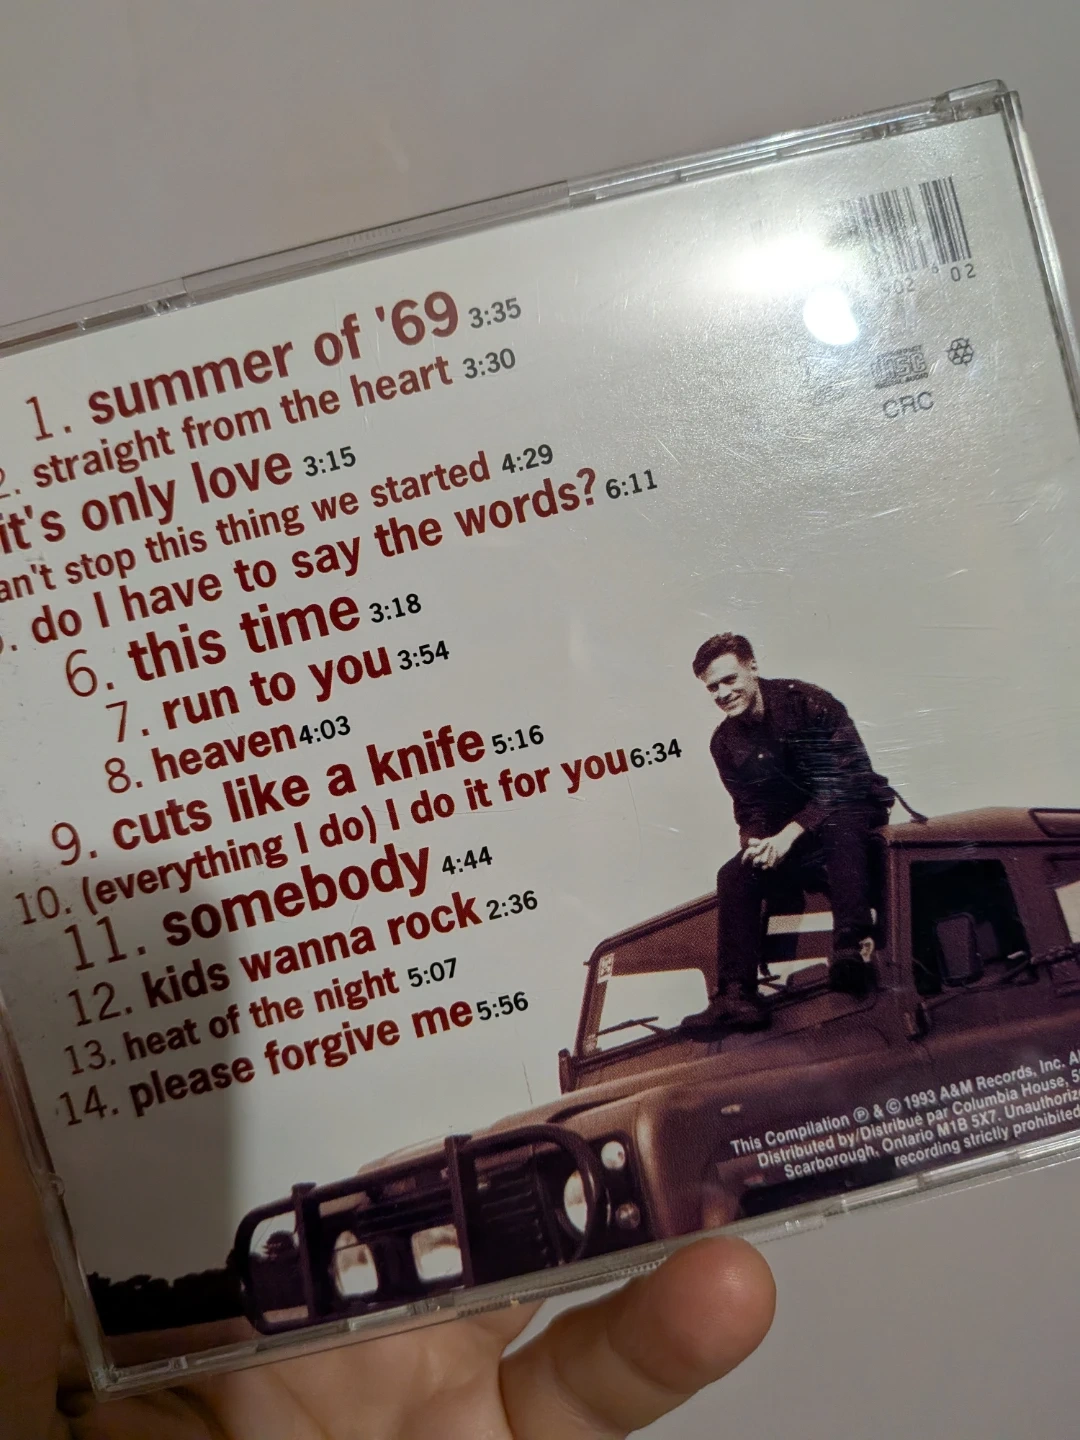 1. summer of '69 3:35
2. straight from the heart 3:30
it's only love 3:15
an't stop this thing we started 4:29
do I have to say the words? 6:11
6. this time 3:18
7. run to you 3:54
8. heaven 4:03
9. cuts like a knife 5:16
10. (everything I do) I do it for you 6:34
11. somebody 4:44
12. kids wanna rock 2:36
13. heat of the night 5:07
14. please forgive me 5:56
02
COMPACT
disc
DIGITAL AUDIO
CRC
This Compilation ℗ & © 1993 A&M Records, Inc.
Distributed by/Distribué par Columbia House,
Scarborough, Ontario M1B 5X7.
recording strictly prohibited